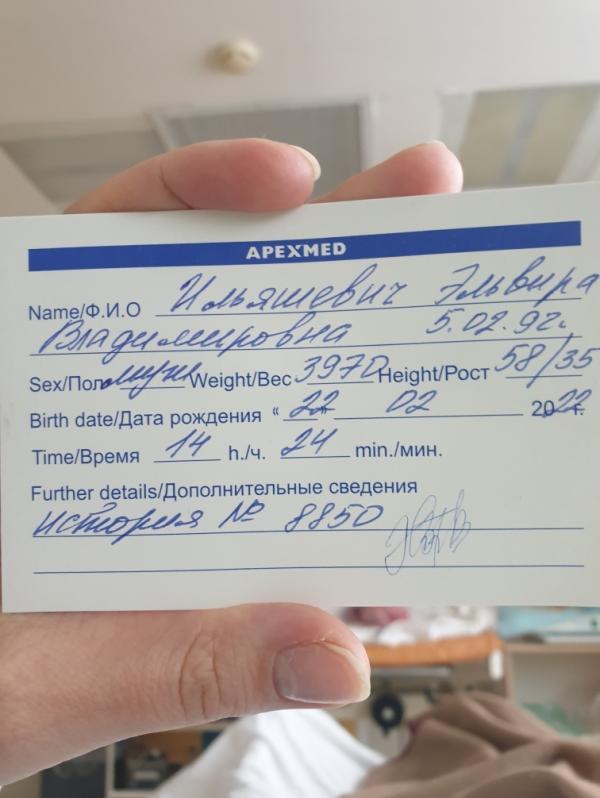 APEXMED
Name/Ф.И.О Ильяшевич Эльвира
Владимировна 5.02.92г.
Sex/Пол муж Weight/Вес 3970 Height/Рост 58/35
Birth date/Дата рождения « 22 » 02 2022 г.
Time/Время 14 h./ч. 24 min./мин.
Further details/Дополнительные сведения
история № 8850